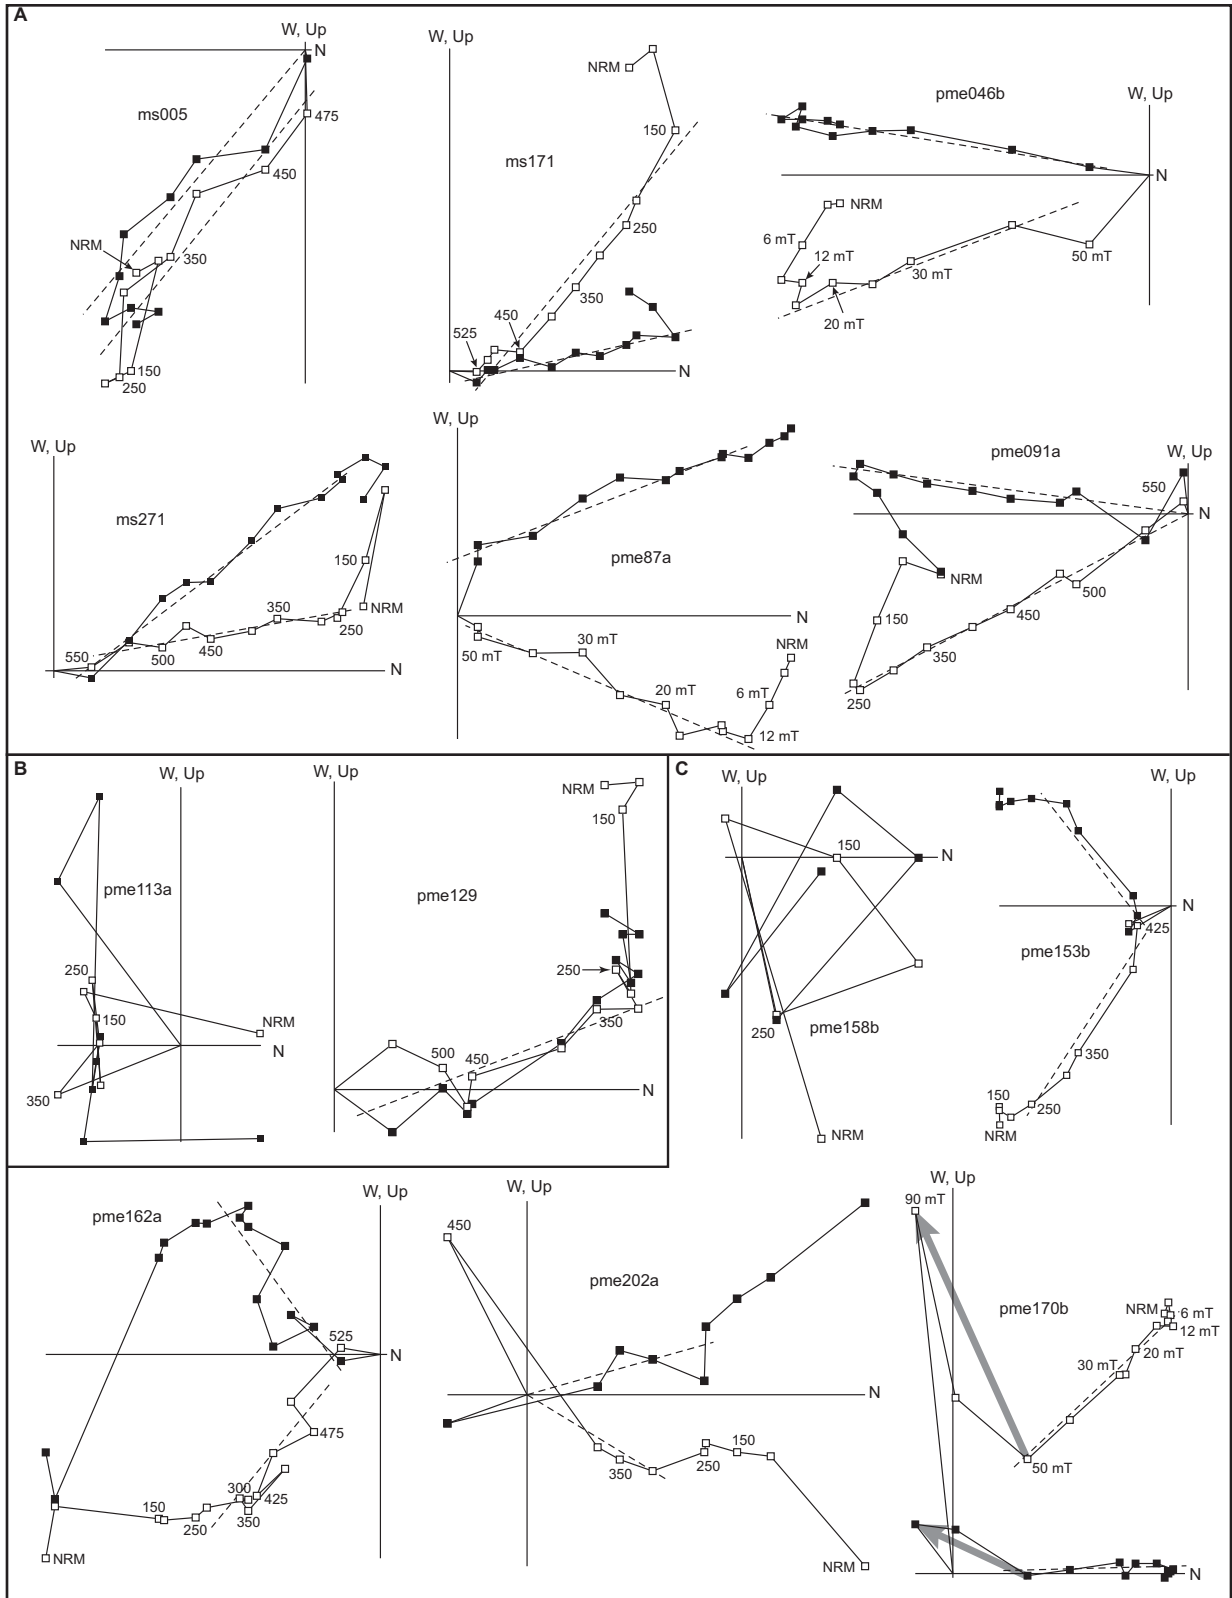 A
W, Up
N
ms005
475
450
NRM
350
150
250
W, Up
NRM
150
ms171
250
350
450
525
N
pme046b
W, Up
N
NRM
6 mT
12 mT
50 mT
30 mT
20 mT
W, Up
ms271
150
NRM
350
250
550
500
450
N
W, Up
pme87a
N
50 mT
30 mT
NRM
20 mT
6 mT
12 mT
pme091a
W, Up
550
N
NRM
500
150
450
350
250
B
W, Up
pme113a
250
150
NRM
N
350
W, Up
NRM
150
pme129
250
350
500
450
N
C
W, Up
150
N
250
pme158b
NRM
W, Up
N
425
pme153b
350
150
250
NRM
pme162a
W, Up
525
N
475
300
425
150
250
350
NRM
W, Up
450
pme202a
N
350
150
250
NRM
W, Up
90 mT
pme170b
NRM
6 mT
12 mT
20 mT
30 mT
50 mT
N